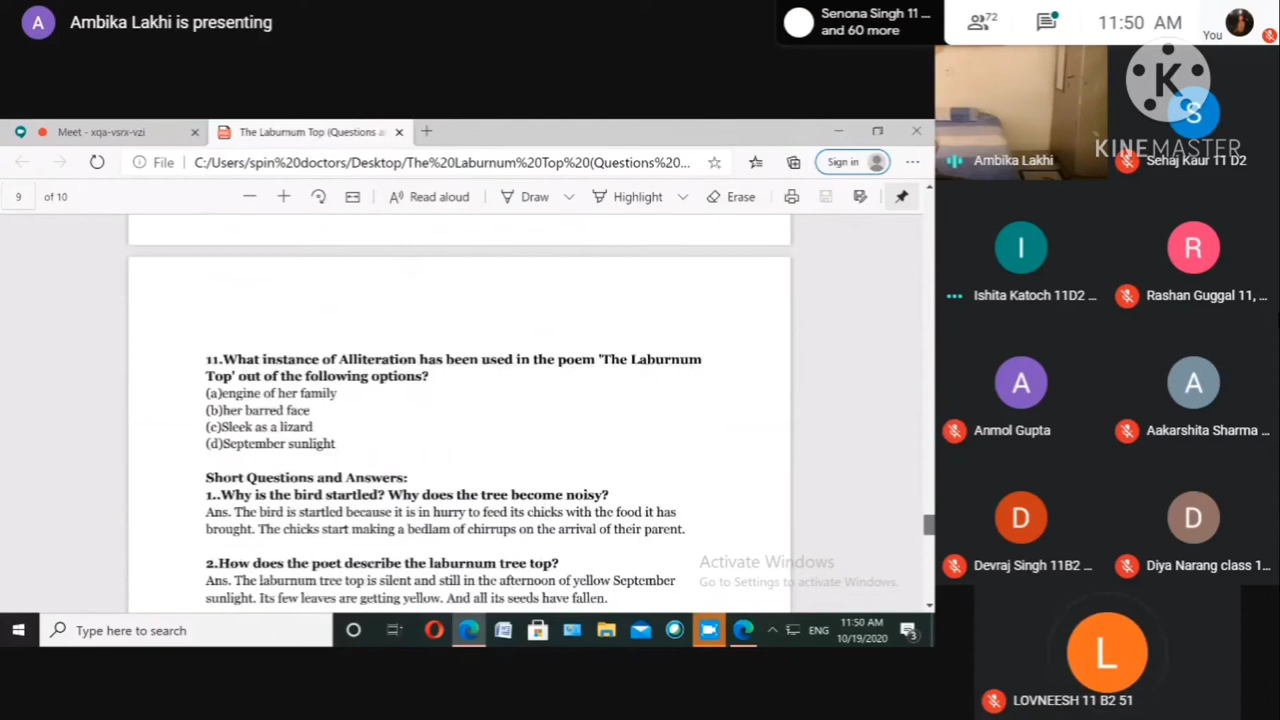 A Ambika Lakhi is presenting
Senona Singh 11 ...
and 60 more
72
11:50 AM
You
Meet - xqa-vsrx-vzi
The Laburnum Top (Questions a
File C:/Users/spin%20doctors/Desktop/The%20Laburnum%20Top%20(Questions%20...
Sign in
9 of 10
Read aloud
Draw
Highlight
Erase
11.What instance of Alliteration has been used in the poem 'The Laburnum
Top' out of the following options?
(a)engine of her family
(b)her barred face
(c)Sleek as a lizard
(d)September sunlight
Short Questions and Answers:
1..Why is the bird startled? Why does the tree become noisy?
Ans. The bird is startled because it is in hurry to feed its chicks with the food it has
brought. The chicks start making a bedlam of chirrups on the arrival of their parent.
2.How does the poet describe the laburnum tree top?
Ans. The laburnum tree top is silent and still in the afternoon of yellow September
sunlight. Its few leaves are getting yellow. And all its seeds have fallen.
Activate Windows
Go to Settings to activate Windows.
Type here to search
ENG
11:50 AM
10/19/2020
3
K
KINEMASTER
Ambika Lakhi
S
Sehaj Kaur 11 D2
I
Ishita Katoch 11D2 ...
R
Rashan Guggal 11, ...
A
Anmol Gupta
A
Aakarshita Sharma ...
D
Devraj Singh 11B2 ...
D
Diya Narang class 1...
L
LOVNEESH 11 B2 51